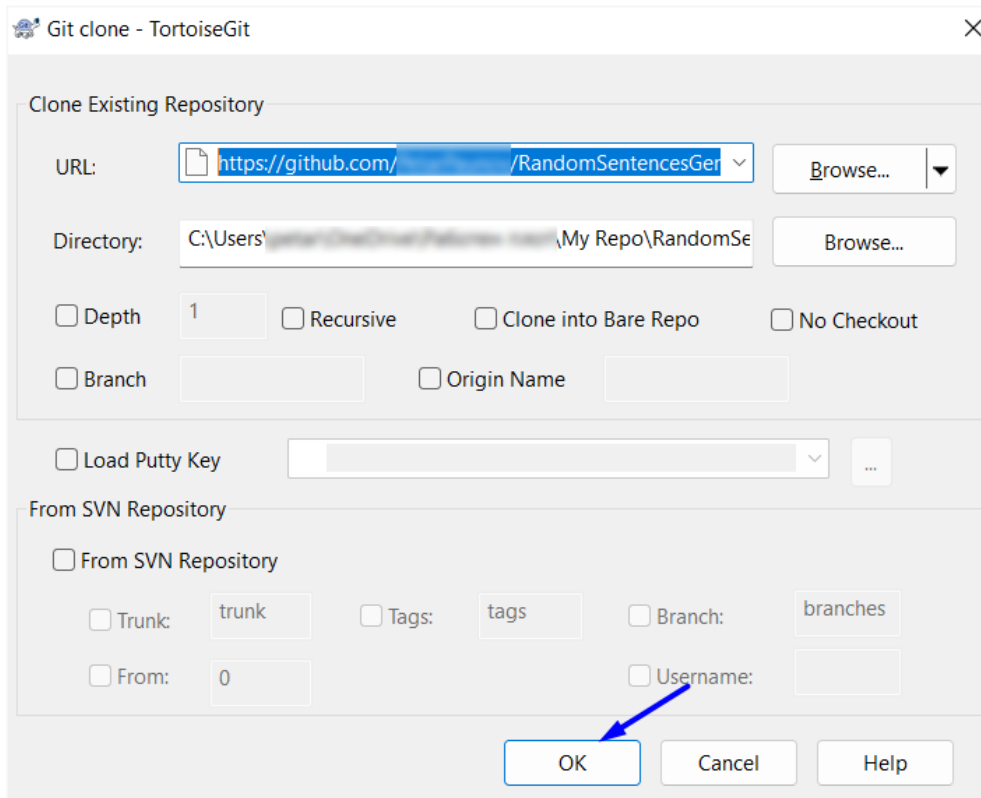 Git clone - TortoiseGit
Clone Existing Repository
URL: https://github.com/ /RandomSentencesGer Browse...
Directory: C:\Users\ \My Repo\RandomSe Browse...
Depth 1 Recursive Clone into Bare Repo No Checkout
Branch Origin Name
Load Putty Key ...
From SVN Repository
From SVN Repository
Trunk: trunk Tags: tags Branch: branches
From: 0 Username:
OK Cancel Help